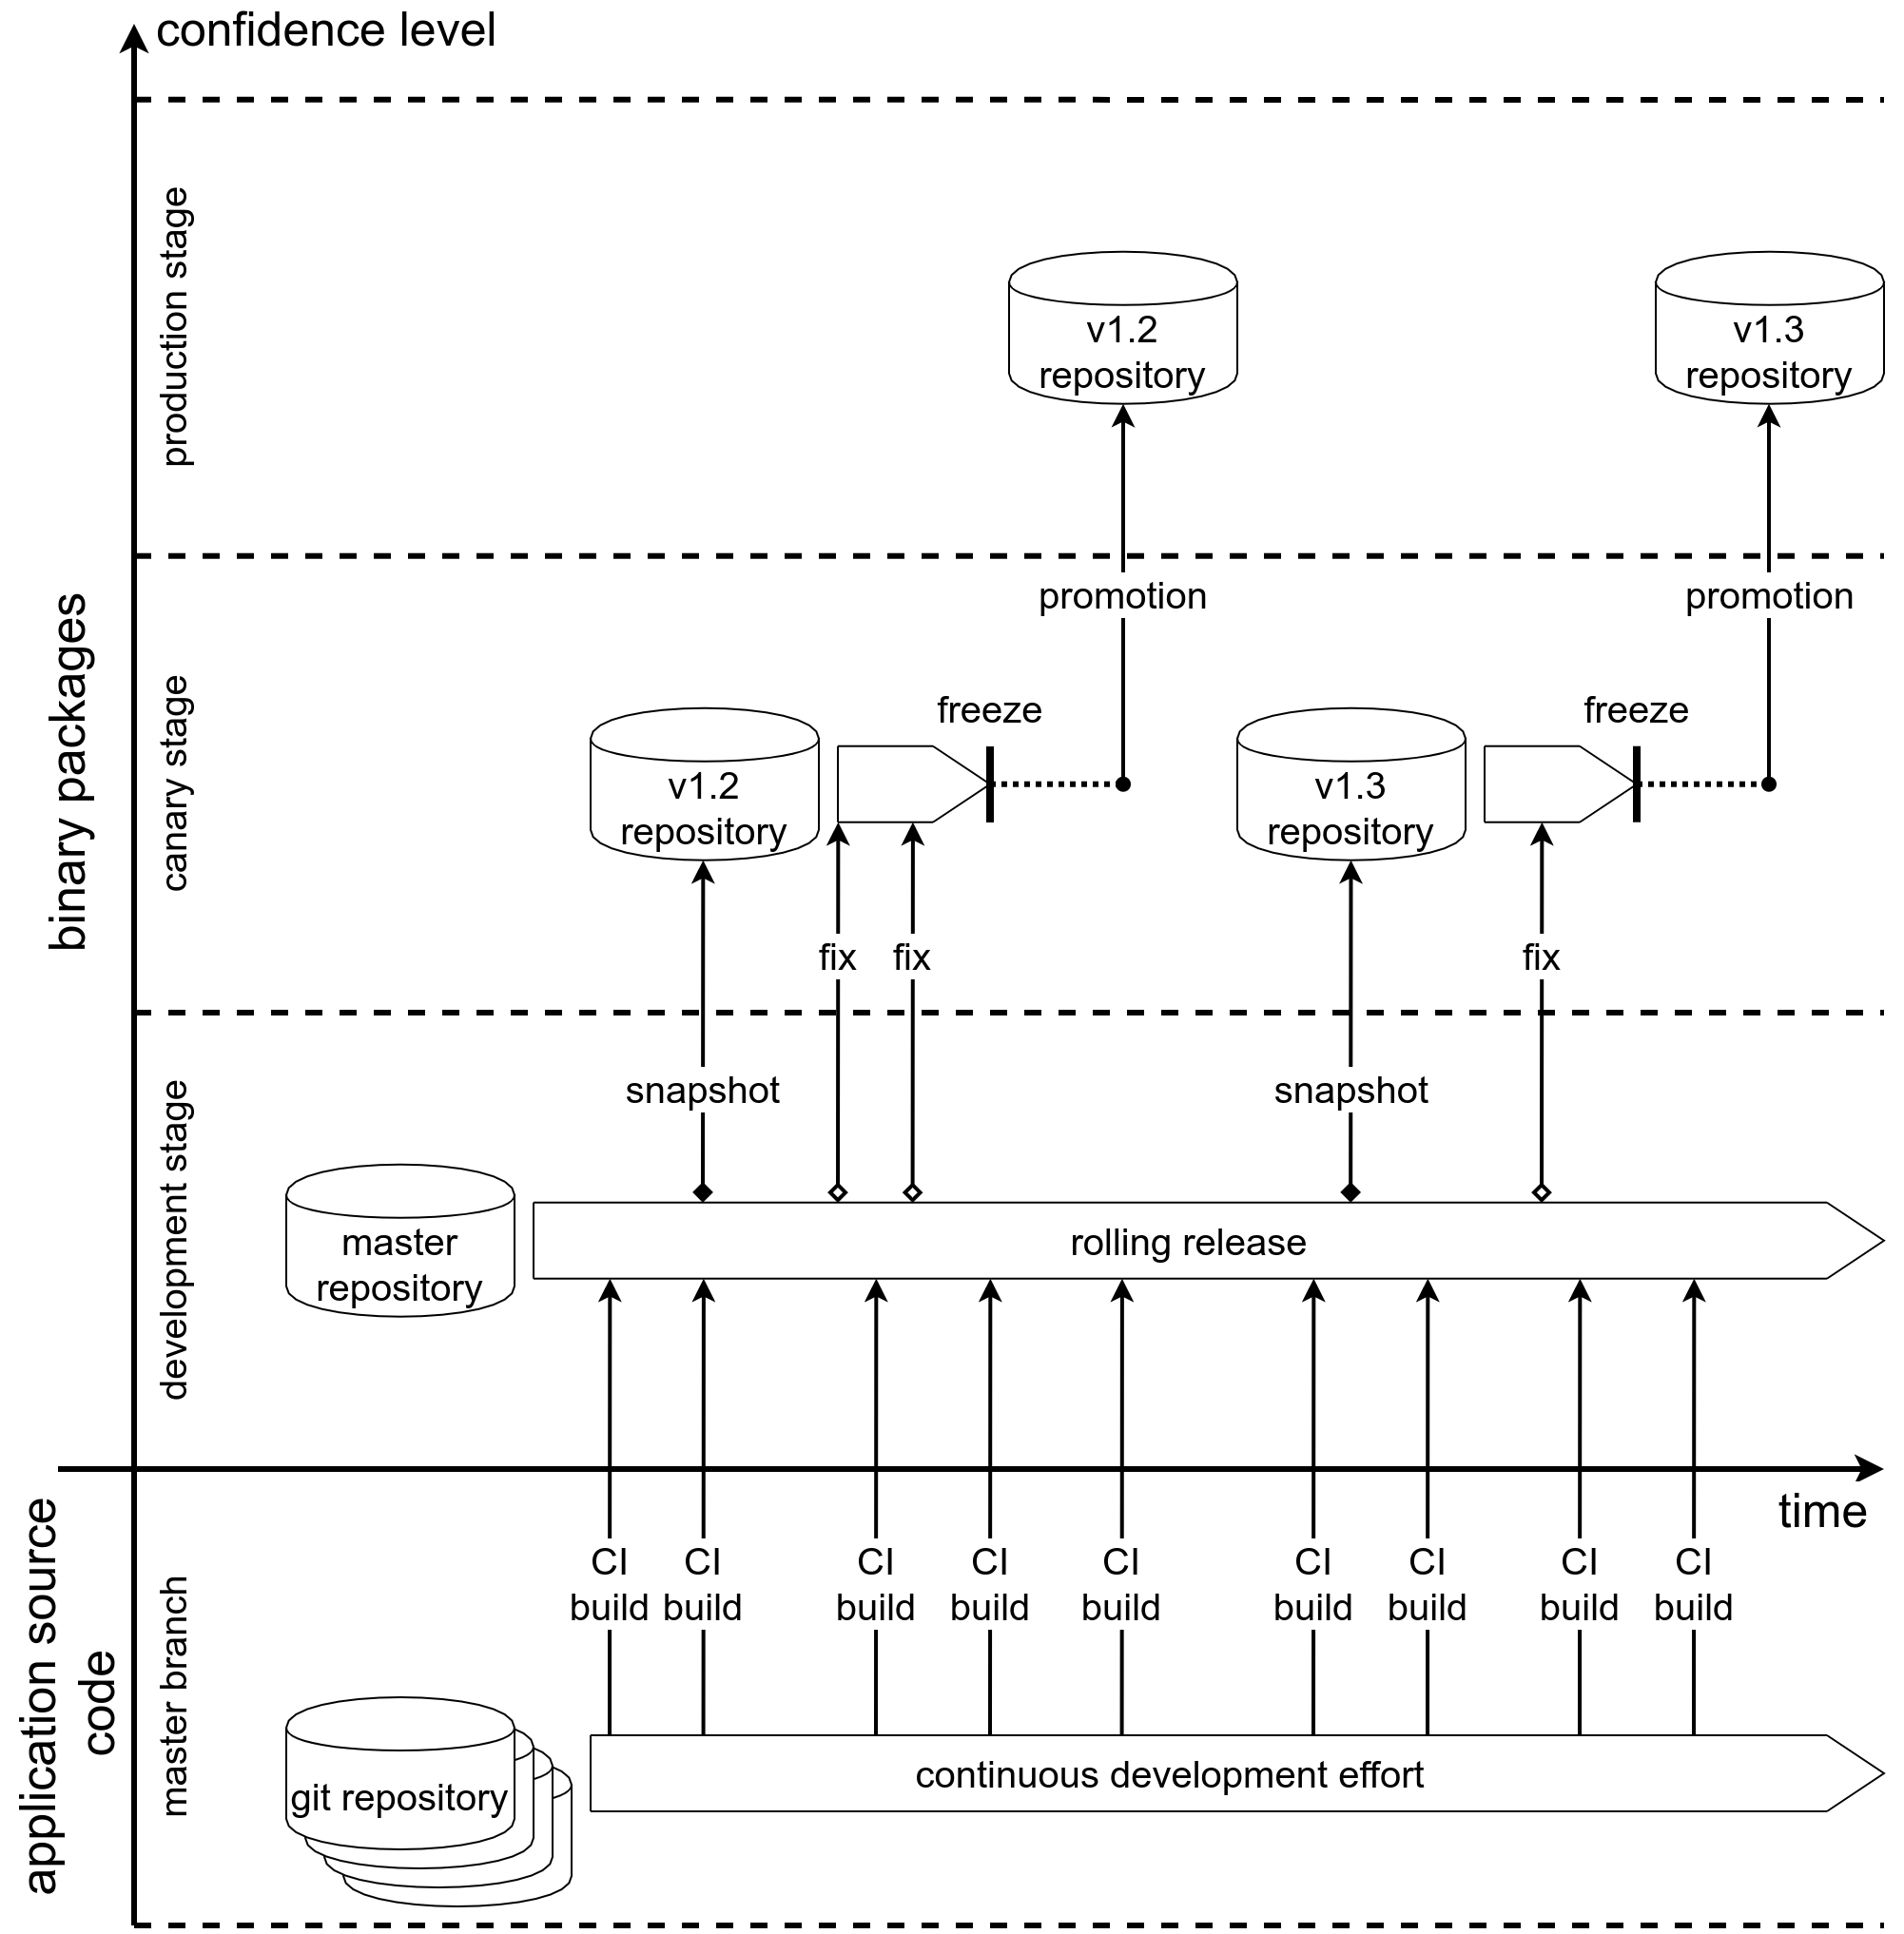 confidence level
production stage
v1.2
repository
v1.3
repository
binary packages
promotion
promotion
canary stage
freeze
freeze
v1.2
repository
v1.3
repository
fix
fix
fix
development stage
snapshot
snapshot
master
repository
rolling release
time
application source
code
master branch
CI
build
CI
build
CI
build
CI
build
CI
build
CI
build
CI
build
CI
build
CI
build
git repository
continuous development effort